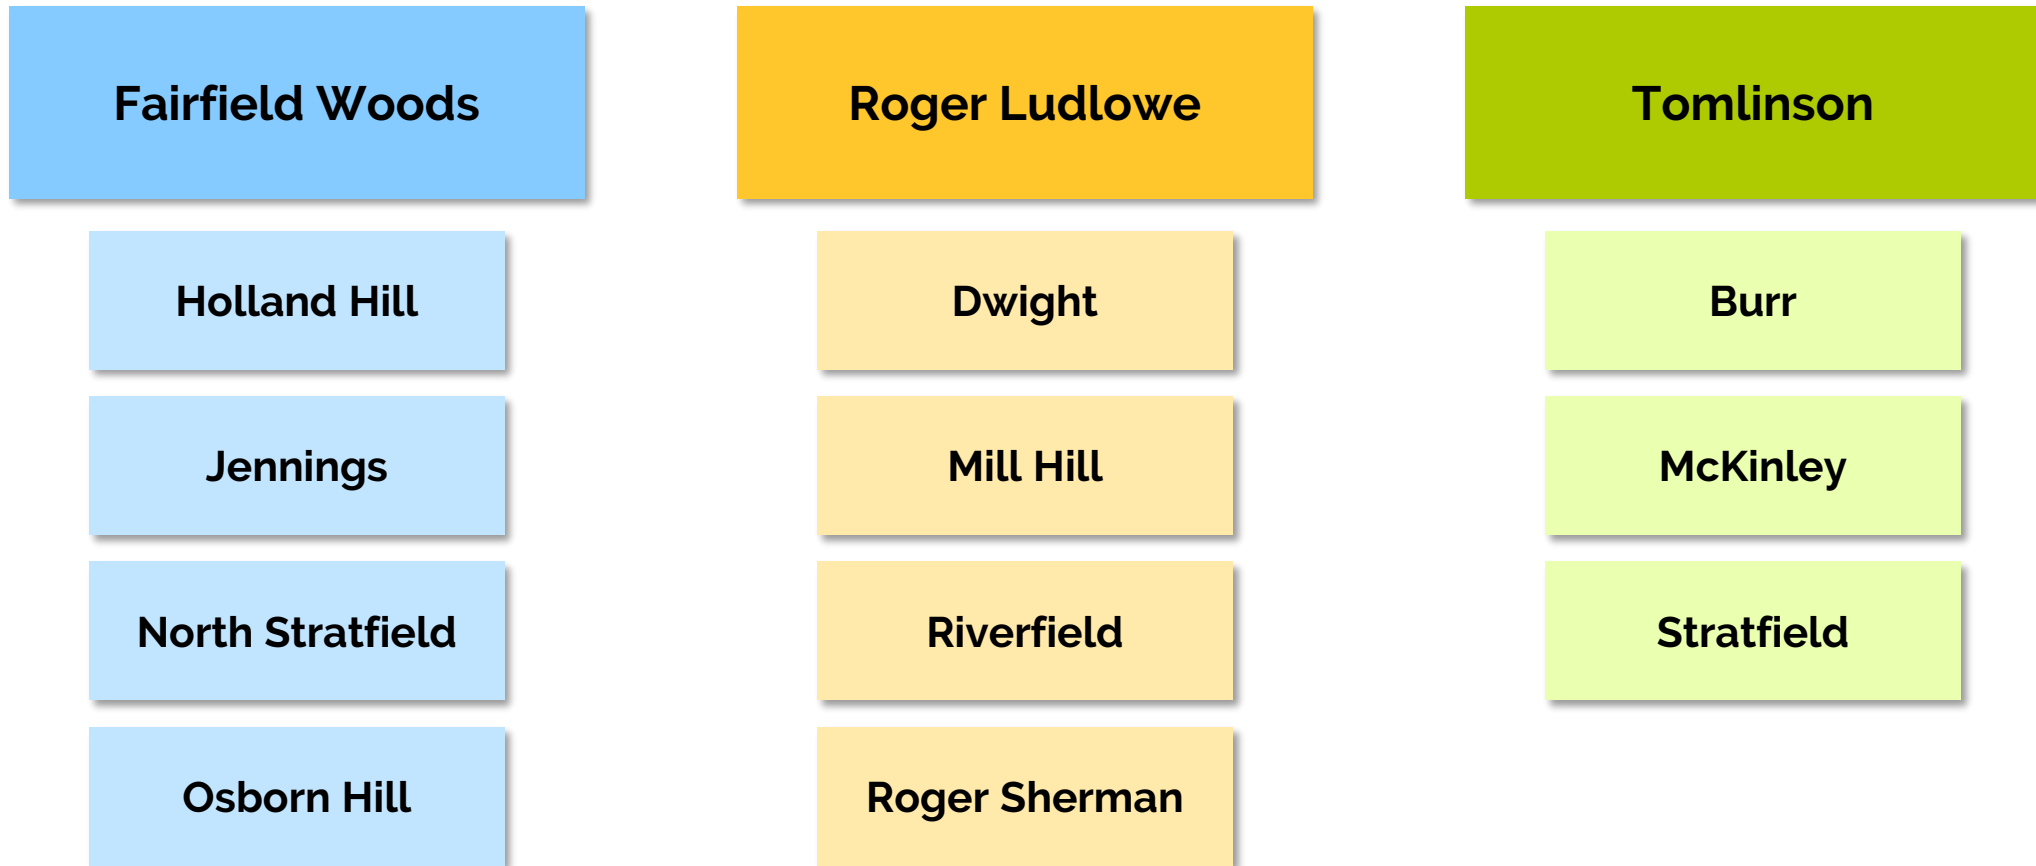 Fairfield Woods
Holland Hill
Jennings
North Stratfield
Osborn Hill
Roger Ludlowe
Dwight
Mill Hill
Riverfield
Roger Sherman
Tomlinson
Burr
McKinley
Stratfield